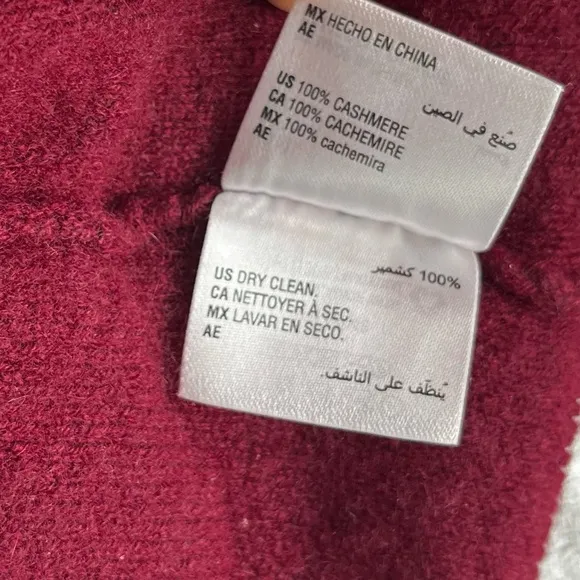 MX HECHO EN CHINA
AE
صُنع في الصين
US 100% CASHMERE
CA 100% CACHEMIRE
MX 100% cachemira
AE
100% كشمير
US DRY CLEAN.
CA NETTOYER À SEC.
MX LAVAR EN SECO.
AE
يُنظّف على الناشف.